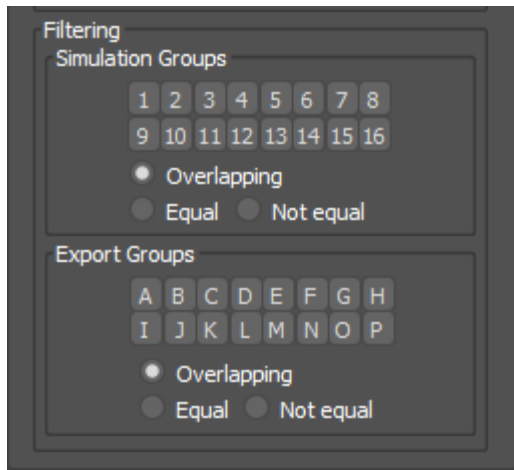 Filtering
Simulation Groups
1 2 3 4 5 6 7 8
9 10 11 12 13 14 15 16
Overlapping
Equal Not equal
Export Groups
A B C D E F G H
I J K L M N O P
Overlapping
Equal Not equal